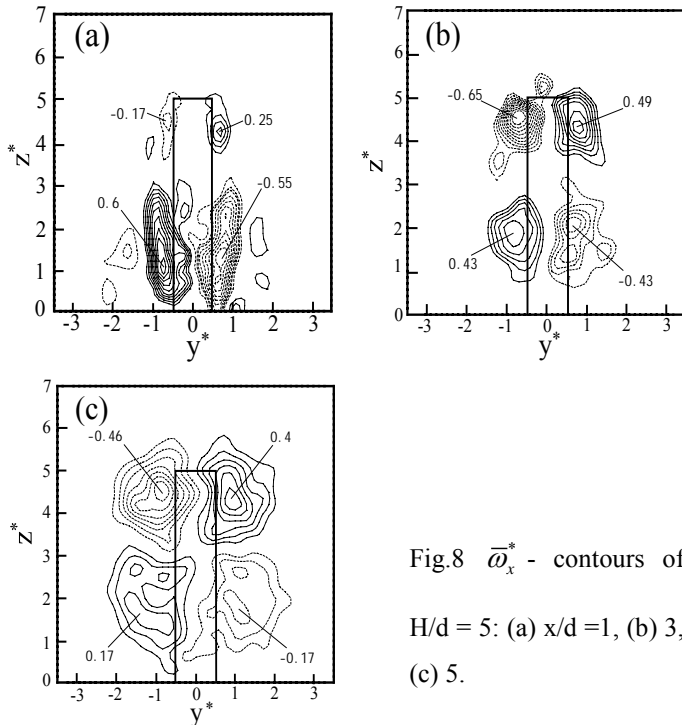 (a)
7
6
5
4
3
2
1
0
z*
-0.17
0.25
0.6
-0.55
-3 -2 -1 0 1 2 3
y*
(b)
7
6
5
4
3
2
1
0
z*
-0.65
0.49
0.43
-0.43
-3 -2 -1 0 1 2 3
y*
(c)
7
6
5
4
3
2
1
0
z*
-0.46
0.4
0.17
-0.17
-3 -2 -1 0 1 2 3
y*
Fig.8 ω̅ₓ* - contours of
H/d = 5: (a) x/d =1, (b) 3,
(c) 5.